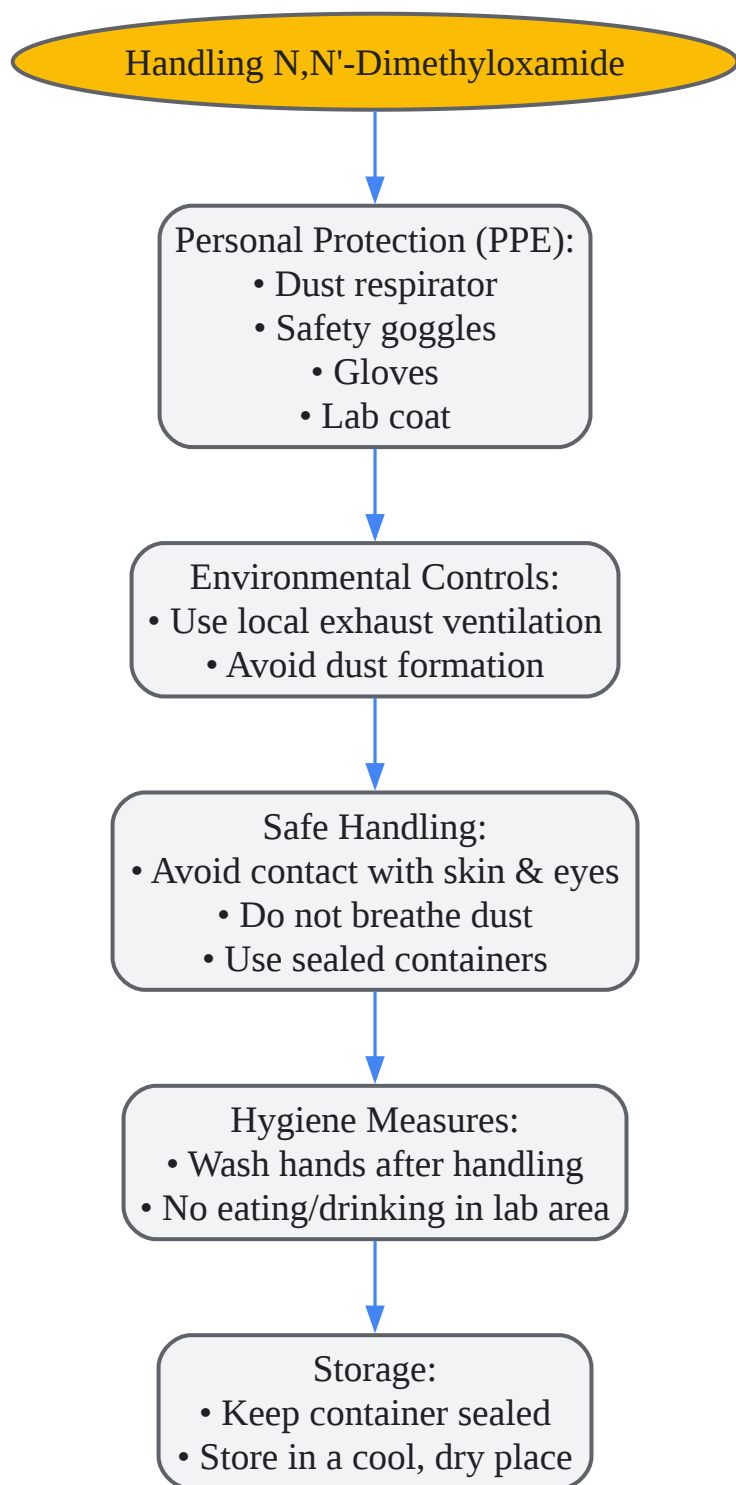 Handling N,N'-Dimethyloxamide
Personal Protection (PPE):
• Dust respirator
• Safety goggles
• Gloves
• Lab coat
Environmental Controls:
• Use local exhaust ventilation
• Avoid dust formation
Safe Handling:
• Avoid contact with skin & eyes
• Do not breathe dust
• Use sealed containers
Hygiene Measures:
• Wash hands after handling
• No eating/drinking in lab area
Storage:
• Keep container sealed
• Store in a cool, dry place